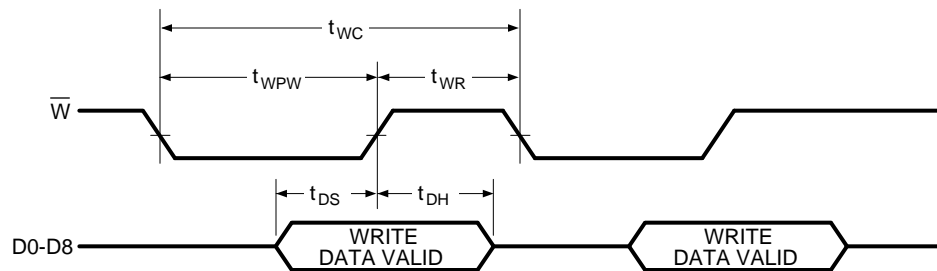 tWC
tWPW tWR
W̅
tDS tDH
D0-D8
WRITE
DATA VALID
WRITE
DATA VALID